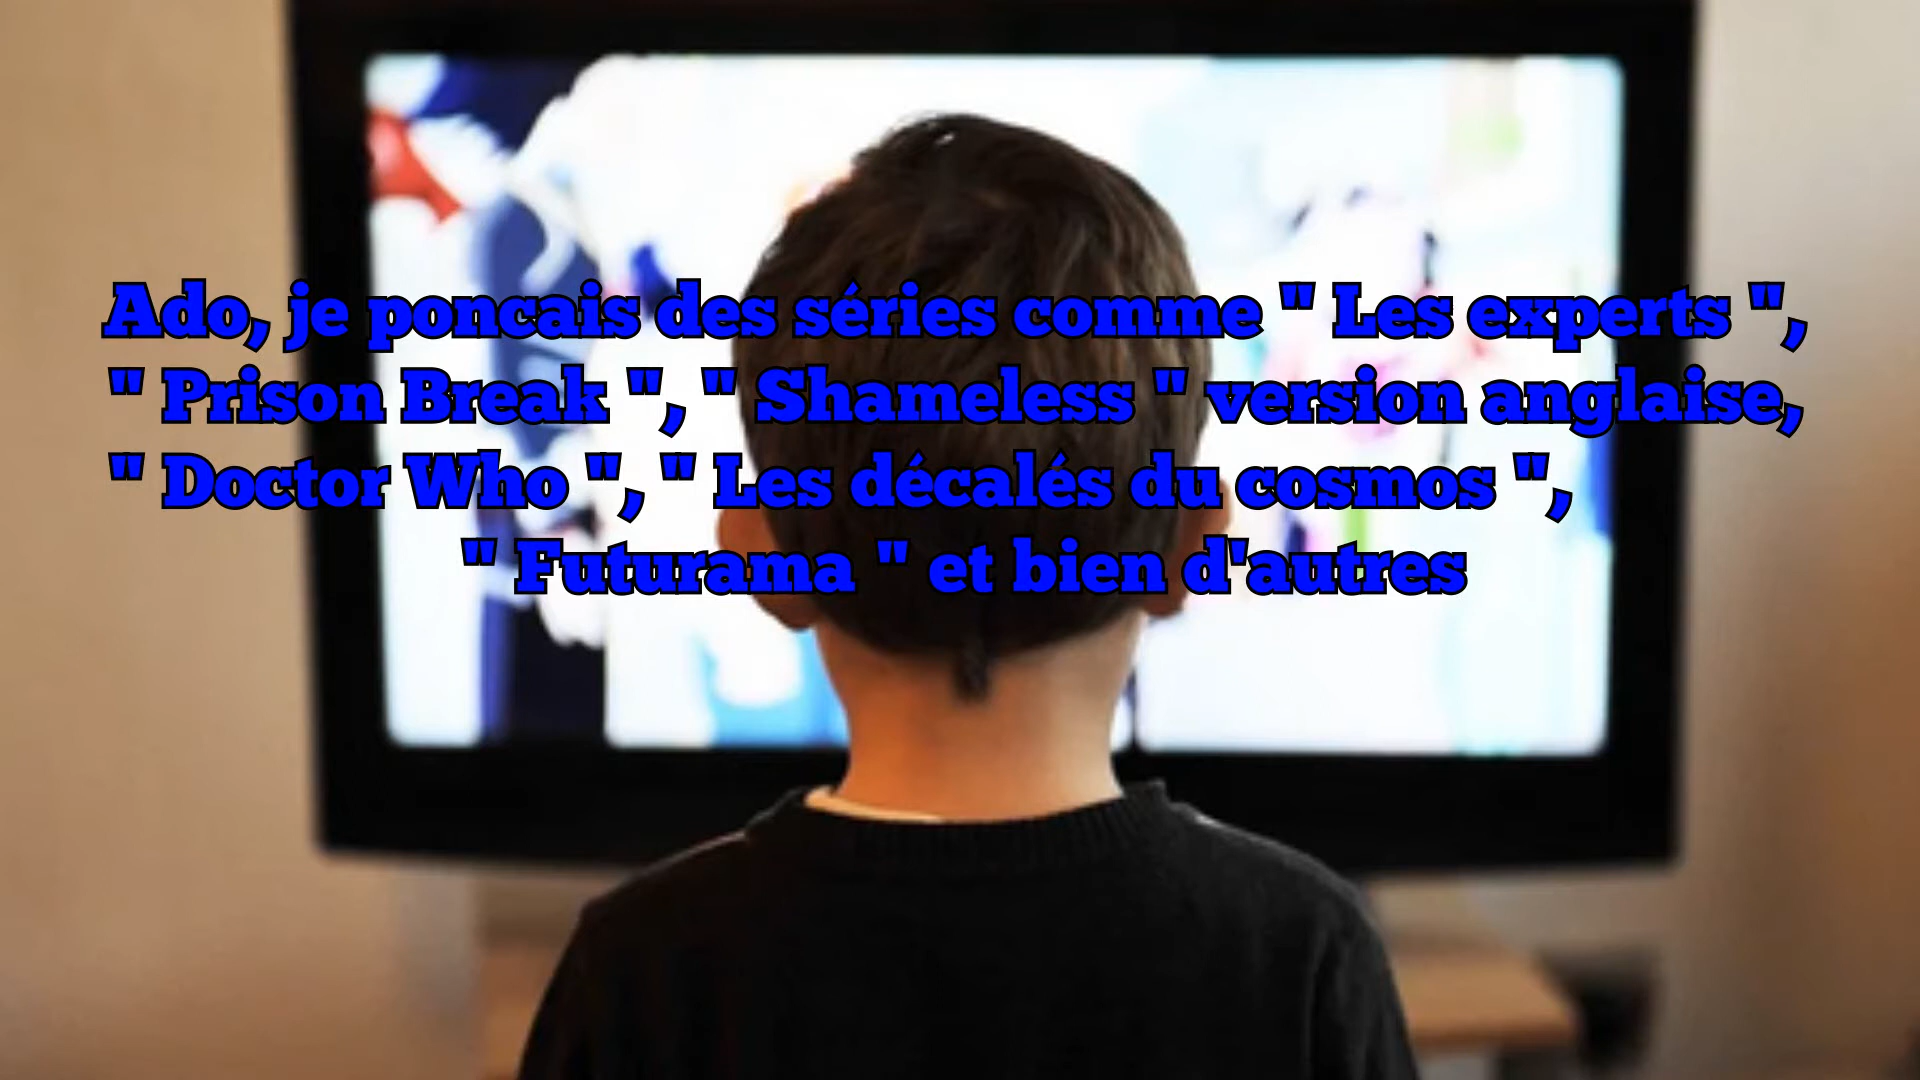 Ado, je poncais des séries comme " Les experts ",
" Prison Break ", " Shameless " version anglaise,
" Doctor Who ", " Les décalés du cosmos ",
" Futurama " et bien d'autres